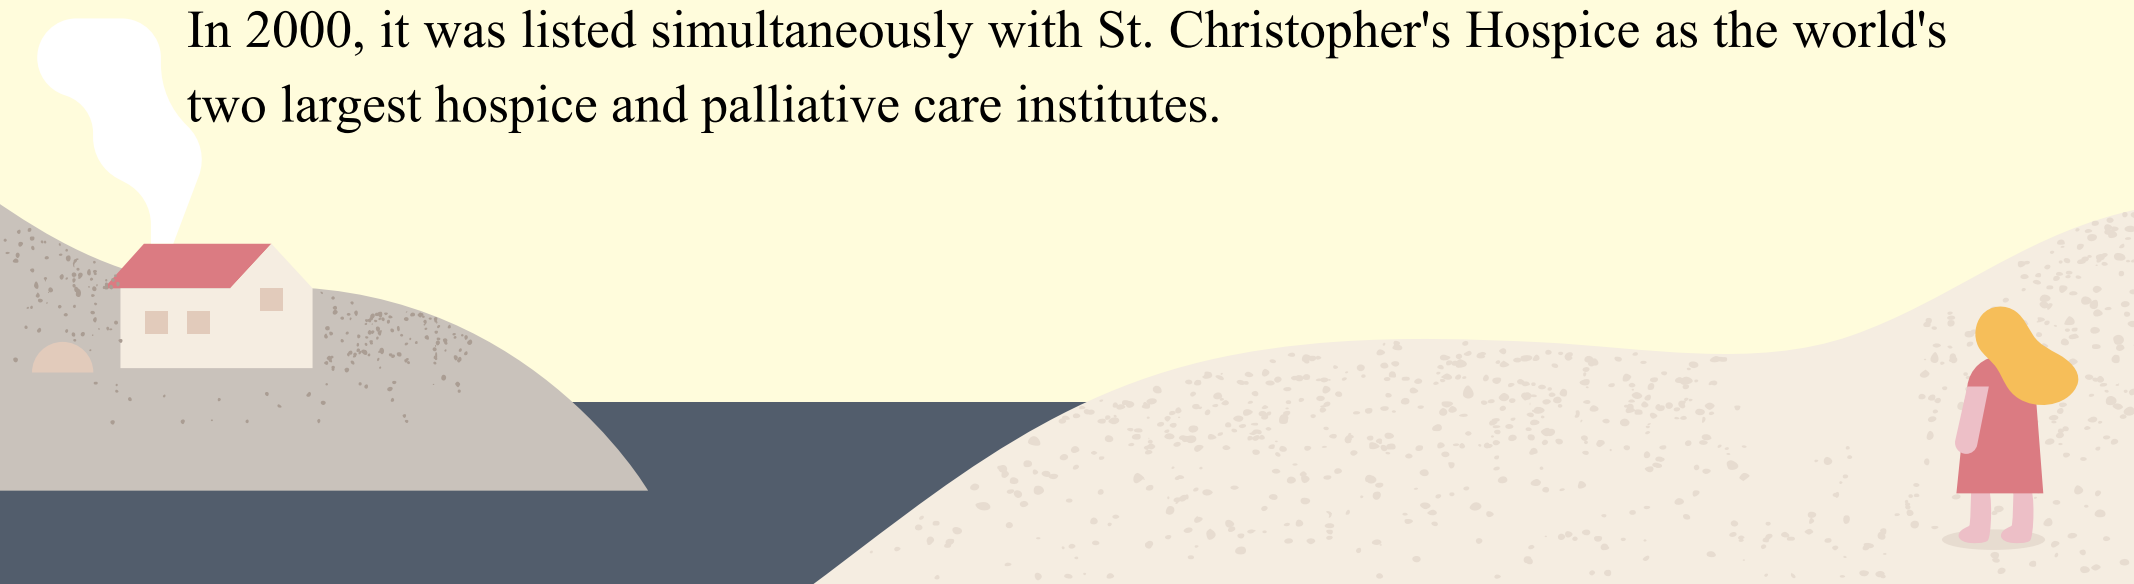 In 2000, it was listed simultaneously with St. Christopher's Hospice as the world's
two largest hospice and palliative care institutes.